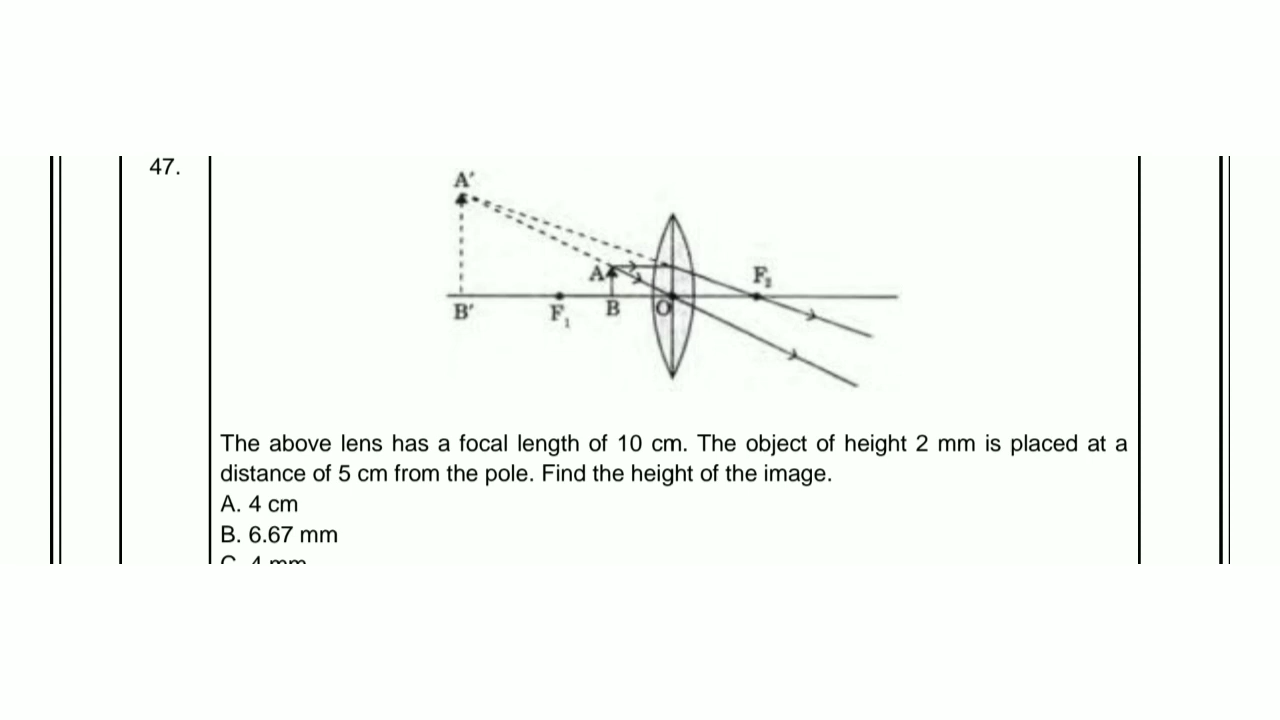 47.
A'
A
F₂
B'
F₁
B
O
The above lens has a focal length of 10 cm. The object of height 2 mm is placed at a
distance of 5 cm from the pole. Find the height of the image.
A. 4 cm
B. 6.67 mm
C. 4 mm